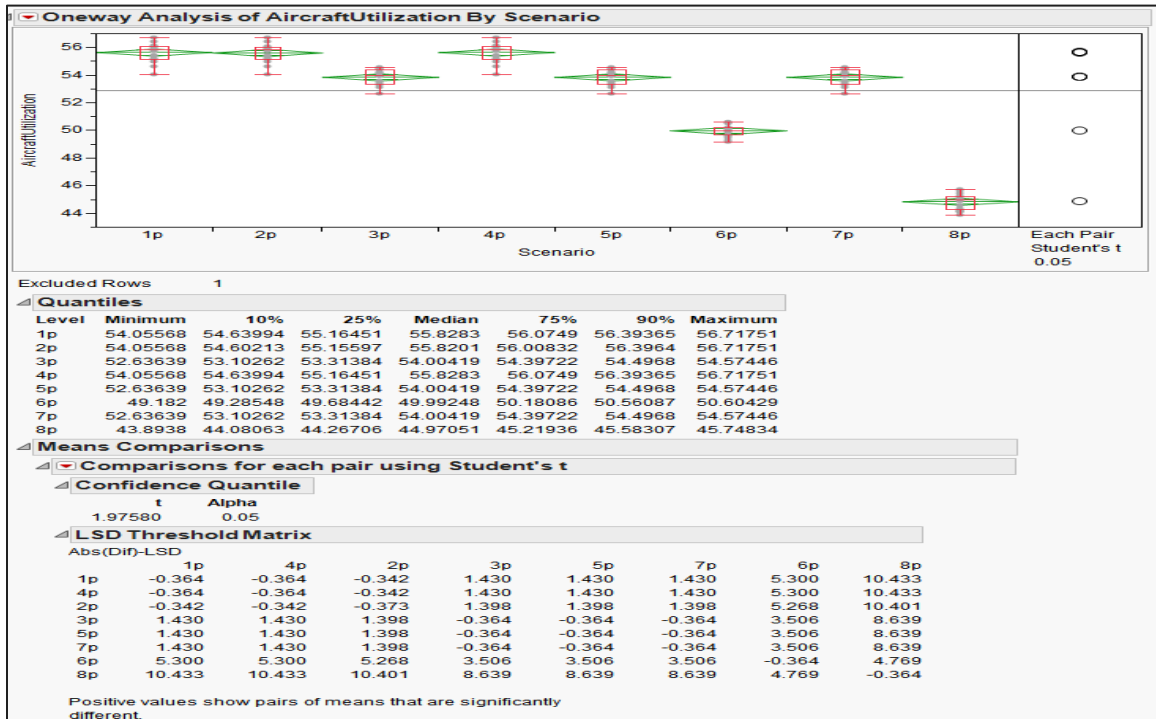 Oneway Analysis of AircraftUtilization By Scenario
AircraftUtilization
56
54
52
50
48
46
44
1p 2p 3p 4p 5p 6p 7p 8p
Scenario
Each Pair
Student's t
0.05
Excluded Rows 1
Quantiles
Level Minimum 10% 25% Median 75% 90% Maximum
1p 54.05568 54.63994 55.16451 55.8283 56.0749 56.39365 56.71751
2p 54.05568 54.60213 55.15597 55.8201 56.00832 56.3964 56.71751
3p 52.63639 53.10262 53.31384 54.00419 54.39722 54.4968 54.57446
4p 54.05568 54.63994 55.16451 55.8283 56.0749 56.39365 56.71751
5p 52.63639 53.10262 53.31384 54.00419 54.39722 54.4968 54.57446
6p 49.182 49.28548 49.68442 49.99248 50.18086 50.56087 50.60429
7p 52.63639 53.10262 53.31384 54.00419 54.39722 54.4968 54.57446
8p 43.8938 44.08063 44.26706 44.97051 45.21936 45.58307 45.74834
Means Comparisons
Comparisons for each pair using Student's t
Confidence Quantile
t Alpha
1.97580 0.05
LSD Threshold Matrix
Abs(Dif)-LSD
1p 4p 2p 3p 5p 7p 6p 8p
1p -0.364 -0.364 -0.342 1.430 1.430 1.430 5.300 10.433
4p -0.364 -0.364 -0.342 1.430 1.430 1.430 5.300 10.433
2p -0.342 -0.342 -0.373 1.398 1.398 1.398 5.268 10.401
3p 1.430 1.430 1.398 -0.364 -0.364 -0.364 3.506 8.639
5p 1.430 1.430 1.398 -0.364 -0.364 -0.364 3.506 8.639
7p 1.430 1.430 1.398 -0.364 -0.364 -0.364 3.506 8.639
6p 5.300 5.300 5.268 3.506 3.506 3.506 -0.364 4.769
8p 10.433 10.433 10.401 8.639 8.639 8.639 4.769 -0.364
Positive values show pairs of means that are significantly
different.